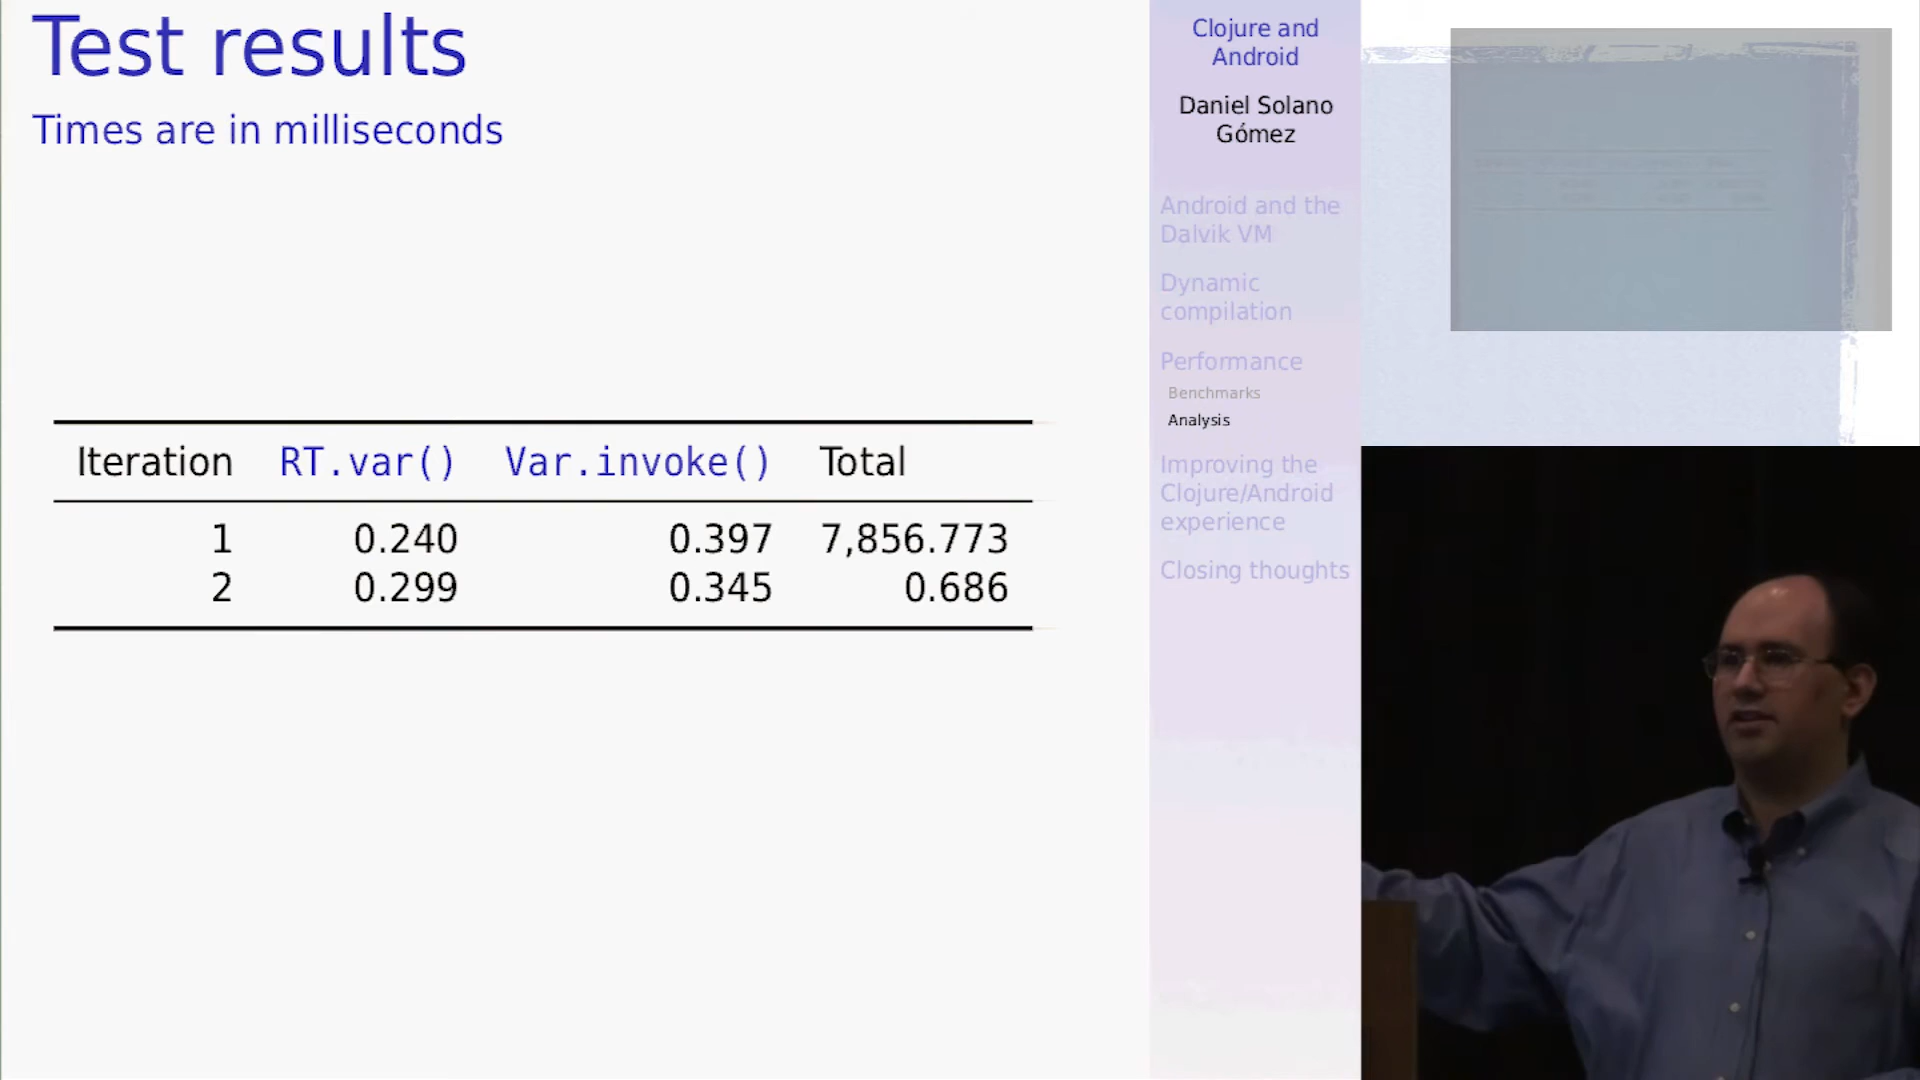 Test results
Times are in milliseconds
Iteration RT.var() Var.invoke() Total
1 0.240 0.397 7,856.773
2 0.299 0.345 0.686
Clojure and
Android
Daniel Solano
Gómez
Android and the
Dalvik VM
Dynamic
compilation
Performance
Benchmarks
Analysis
Improving the
Clojure/Android
experience
Closing thoughts